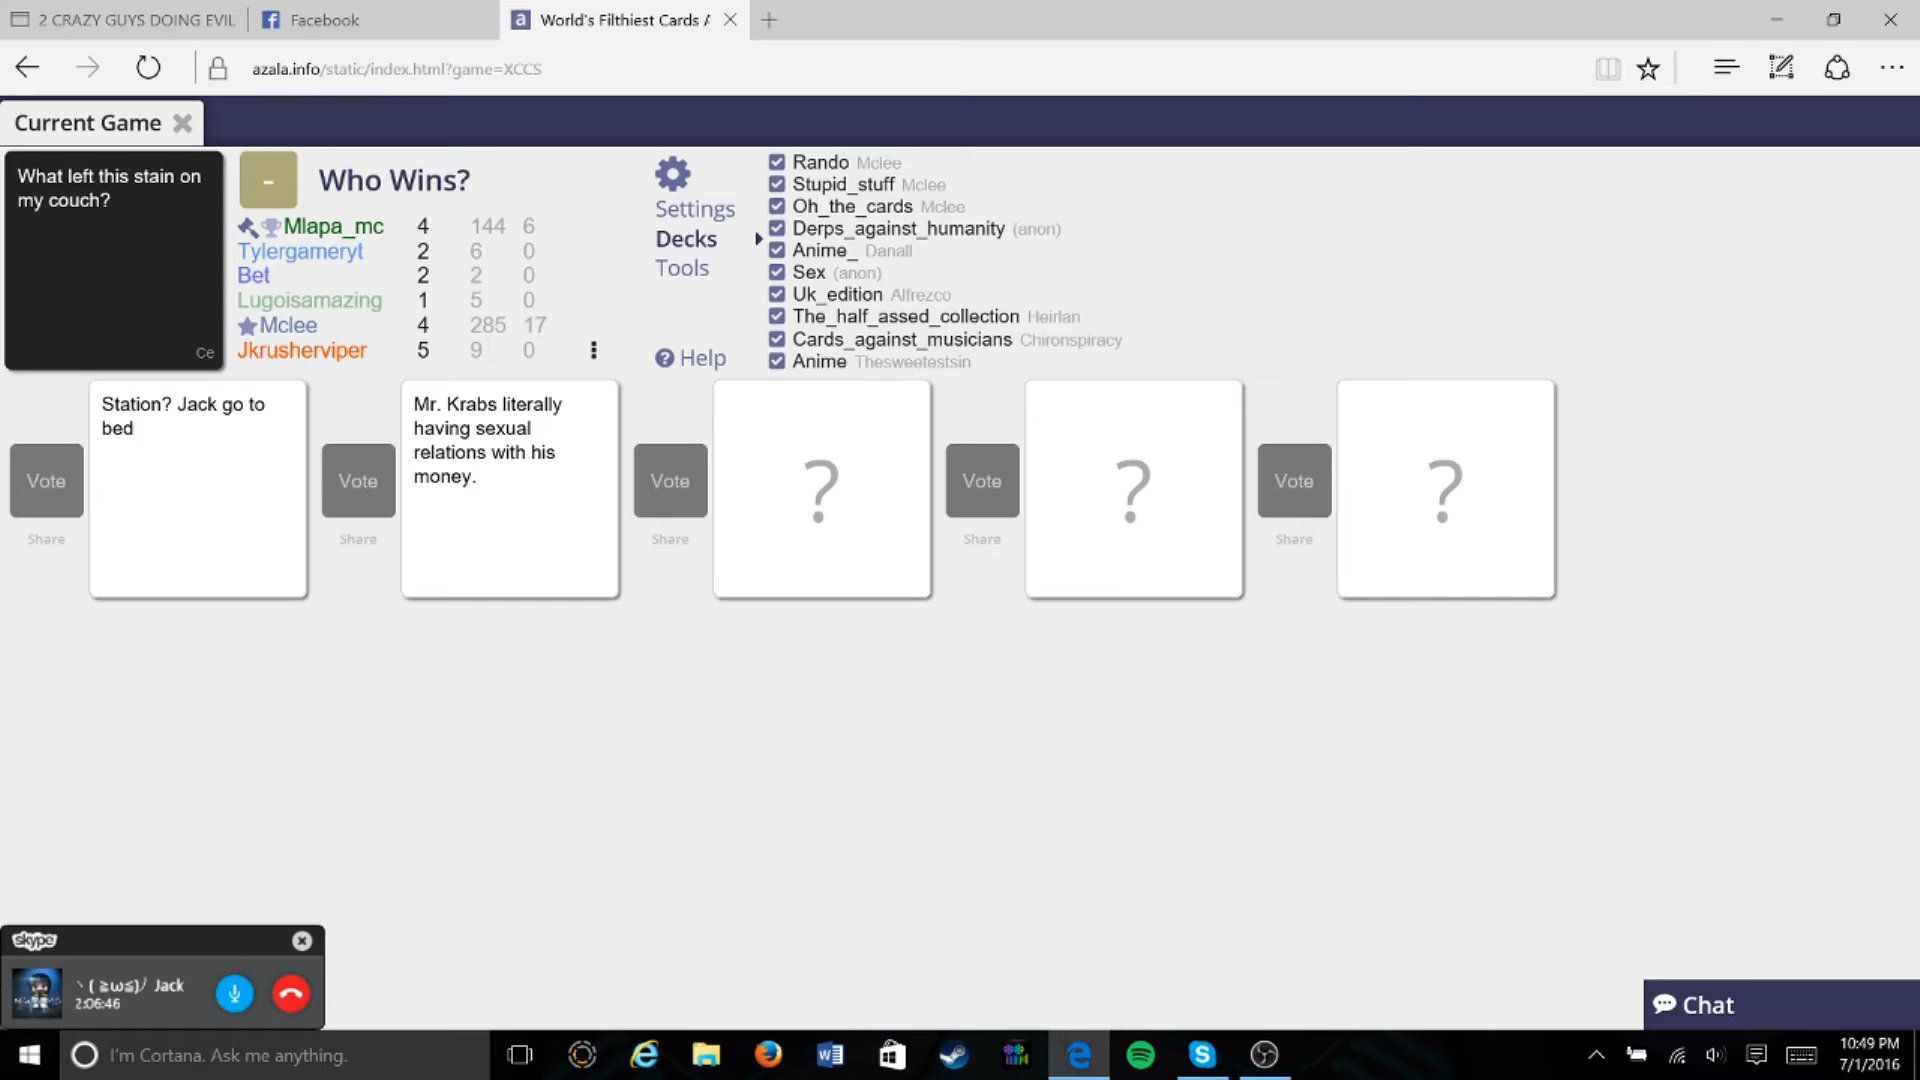 2 CRAZY GUYS DOING EVIL
Facebook
World's Filthiest Cards A
azala.info/static/index.html?game=XCCS
Current Game
What left this stain on
my couch?
Ce
-
Who Wins?
Mlapa_mc 4 144 6
Tylergameryt 2 6 0
Bet 2 2 0
Lugoisamazing 1 5 0
Mclee 4 285 17
Jkrusherviper 5 9 0
Settings
Decks
Tools
Help
Rando Mclee
Stupid_stuff Mclee
Oh_the_cards Mclee
Derps_against_humanity (anon)
Anime_ Danall
Sex (anon)
Uk_edition Alfrezco
The_half_assed_collection Heirlan
Cards_against_musicians Chironspiracy
Anime Thesweetestsin
Vote
Share
Station? Jack go to
bed
Vote
Share
Mr. Krabs literally
having sexual
relations with his
money.
Vote
Share
?
Vote
Share
?
Vote
Share
?
skype
ヽ( ≧ω≦)ﾉ Jack
2:06:46
Chat
I'm Cortana. Ask me anything.
10:49 PM
7/1/2016